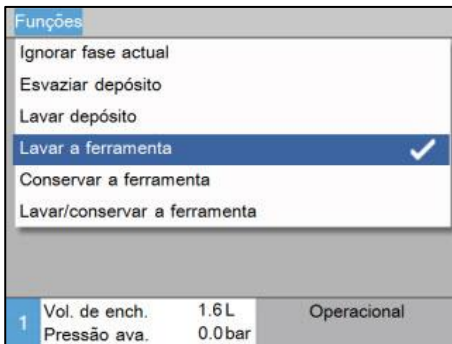 Funções
Ignorar fase actual
Esvaziar depósito
Lavar depósito
Lavar a ferramenta
Conservar a ferramenta
Lavar/conservar a ferramenta
1 Vol. de ench. 1.6 L Operacional
Pressão ava. 0.0 bar